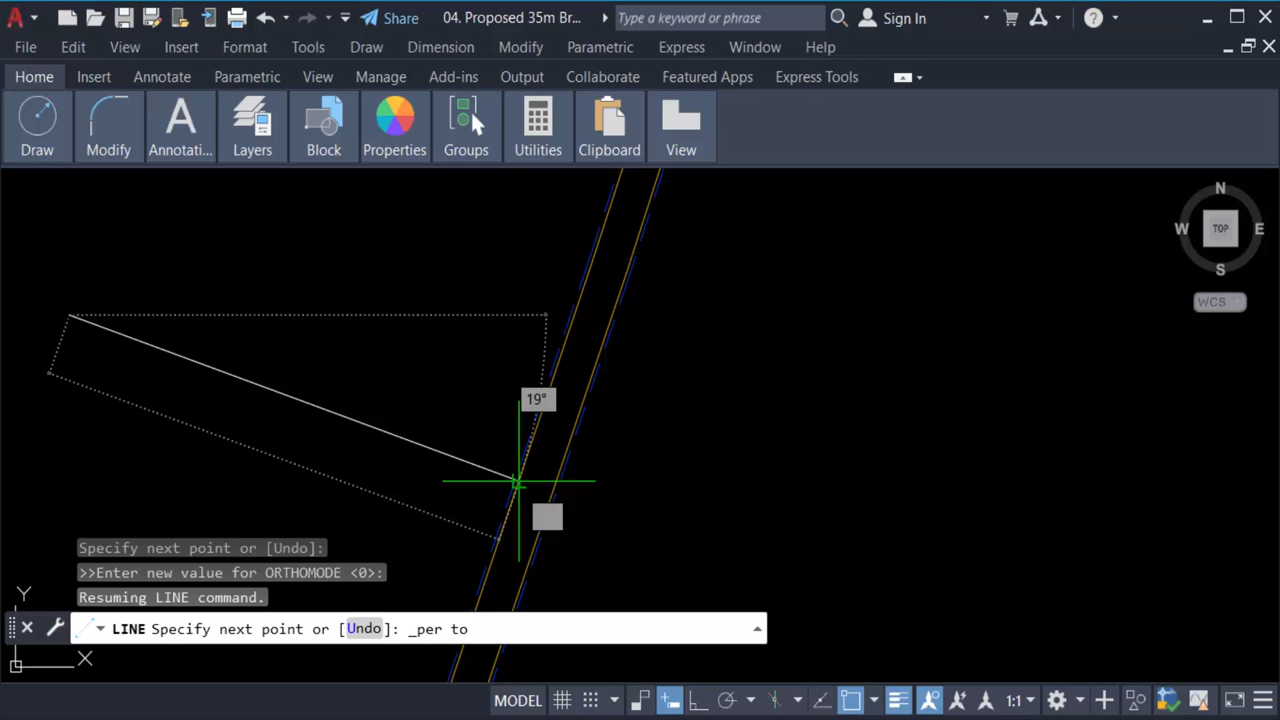 Share
04. Proposed 35m Br...
Type a keyword or phrase
Sign In
File Edit View Insert Format Tools Draw Dimension Modify Parametric Express Window Help
Home Insert Annotate Parametric View Manage Add-ins Output Collaborate Featured Apps Express Tools
Draw Modify Annotati... Layers Block Properties Groups Utilities Clipboard View
N
W TOP E
S
WCS
19°
Specify next point or [Undo]:
>>Enter new value for ORTHOMODE <0>:
Resuming LINE command.
Y
LINE Specify next point or [Undo]: _per to
X
MODEL 1:1